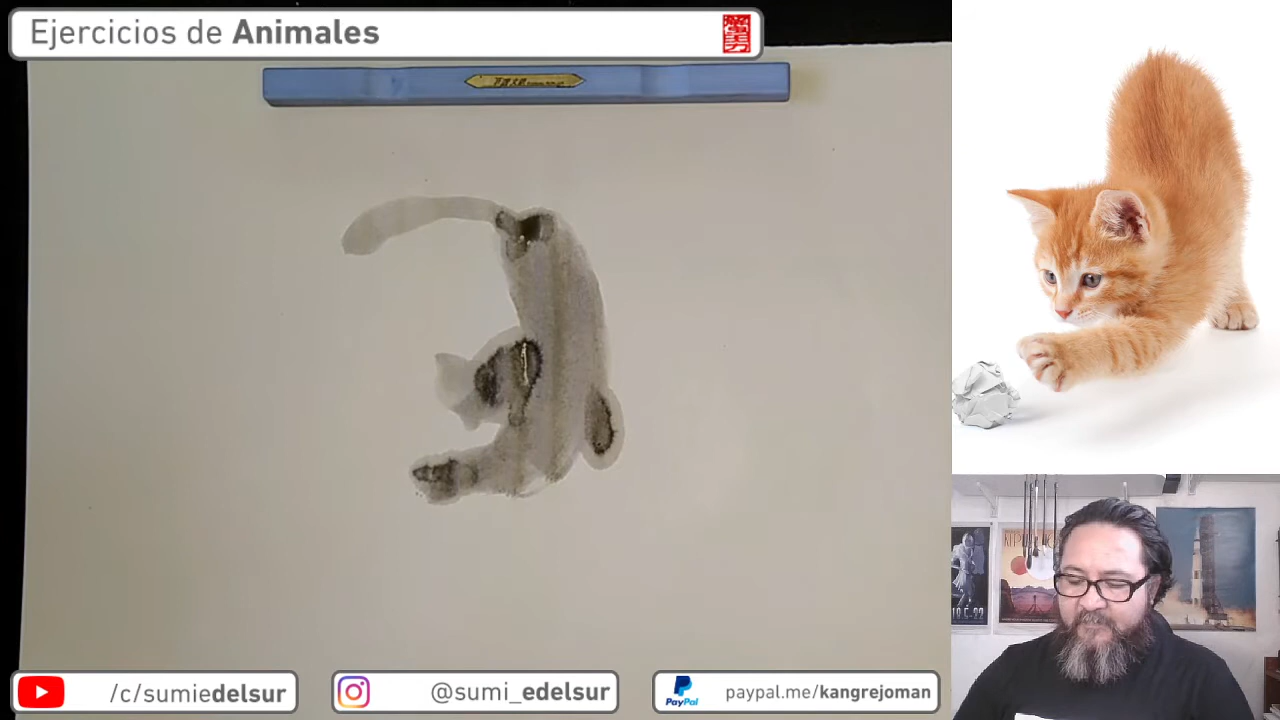 Ejercicios de Animales
/c/sumiedelsur
@sumi_edelsur
PayPal
paypal.me/kangrejoman